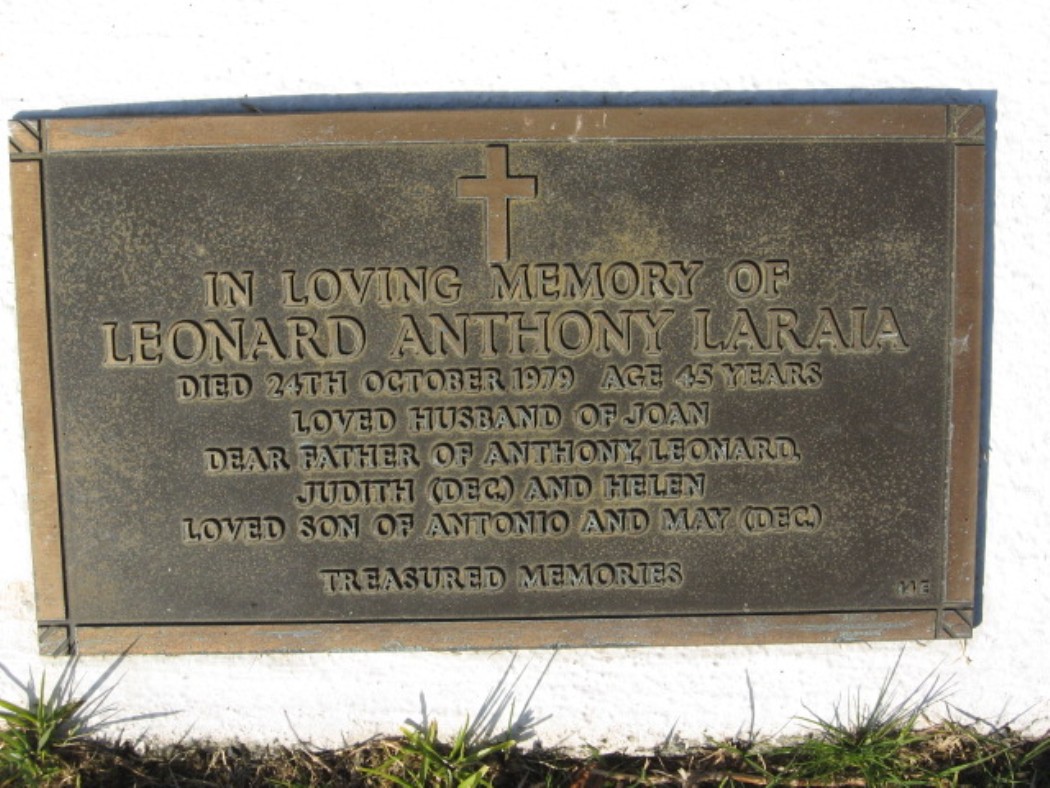 IN LOVING MEMORY OF
LEONARD ANTHONY LARAIA
DIED 24TH OCTOBER 1979 AGE 45 YEARS
LOVED HUSBAND OF JOAN
DEAR FATHER OF ANTHONY, LEONARD,
JUDITH (DEC.) AND HELEN
LOVED SON OF ANTONIO AND MAY (DEC.)
TREASURED MEMORIES